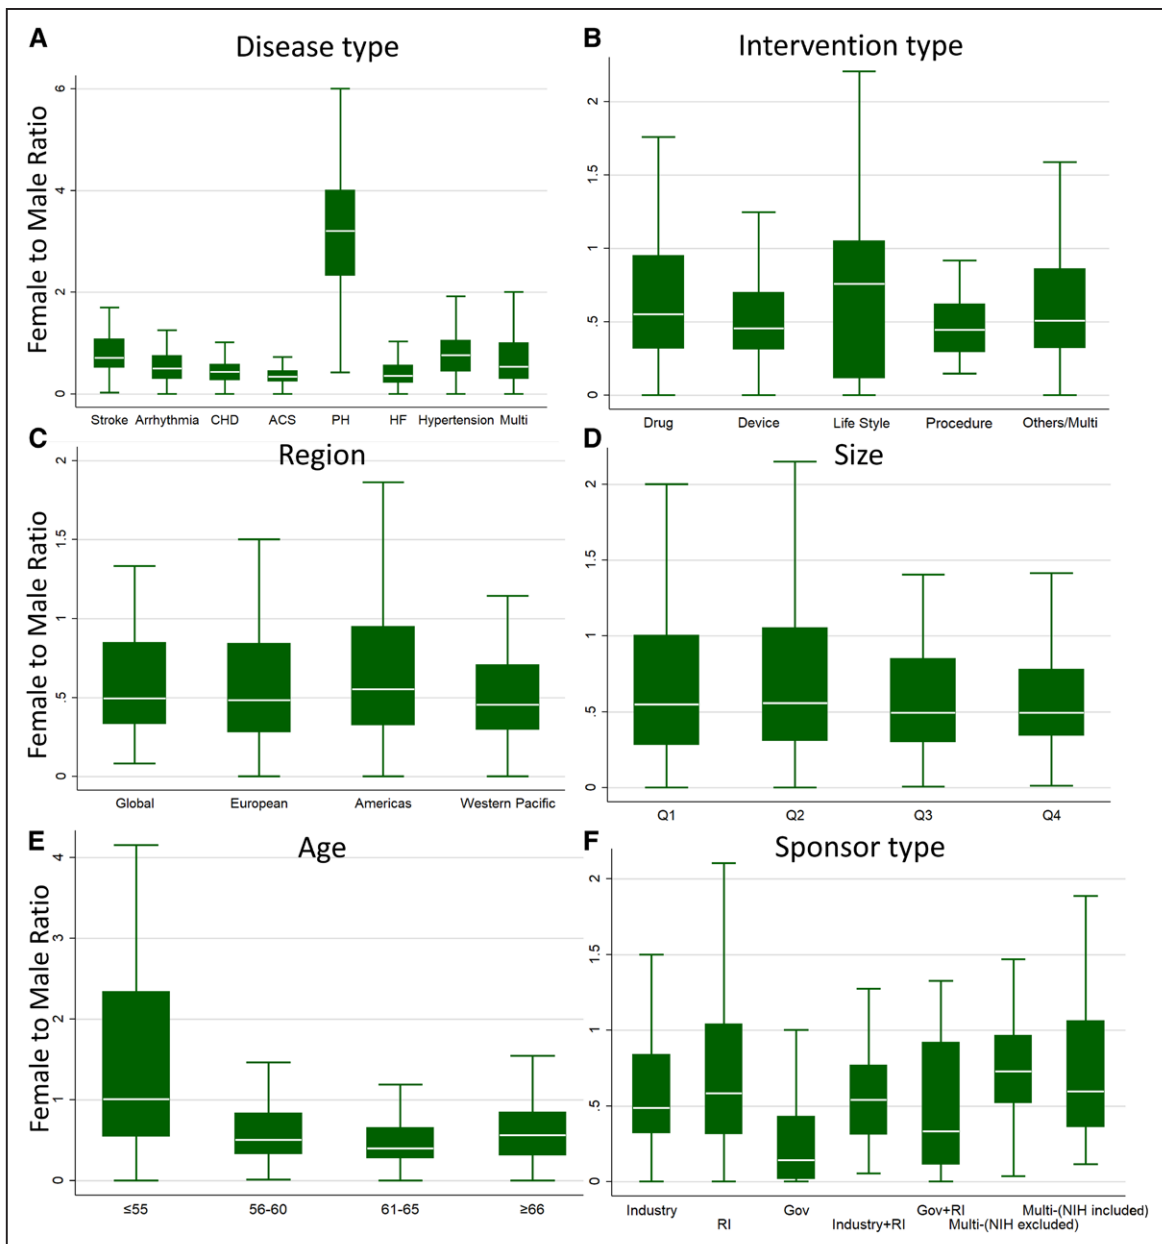 A
Disease type
Female to Male Ratio
6
4
2
0
Stroke Arrhythmia CHD ACS PH HF Hypertension Multi
B
Intervention type
2
1.5
1
.5
0
Drug Device Life Style Procedure Others/Multi
C
Region
Female to Male Ratio
2
1.5
1
.5
0
Global European Americas Western Pacific
D
Size
2
1.5
1
.5
0
Q1 Q2 Q3 Q4
E
Age
Female to Male Ratio
4
3
2
1
0
≤55 56-60 61-65 ≥66
F
Sponsor type
2
1.5
1
.5
0
Industry Gov Gov+RI Multi-(NIH included)
RI Industry+RI Multi-(NIH excluded)